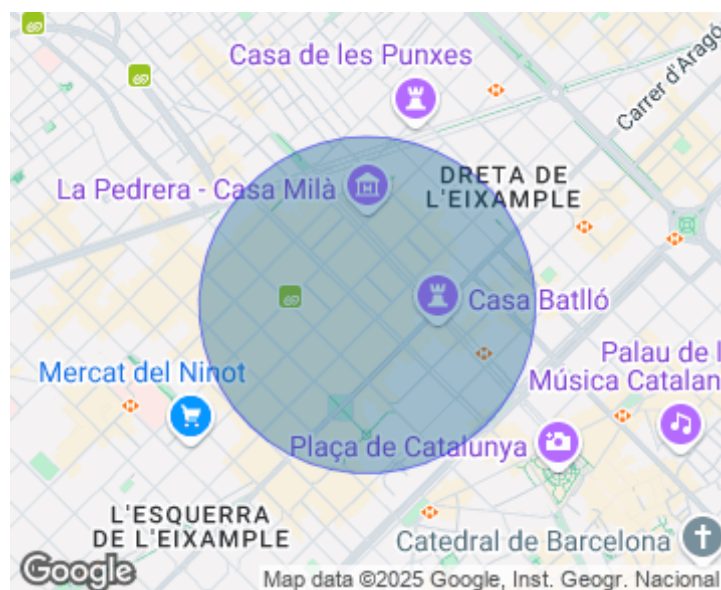 Casa de les Punxes
Carrer d'Aragó
La Pedrera - Casa Milà
DRETA DE
L'EIXAMPLE
Casa Batlló
Mercat del Ninot
Palau de l
Música Catalan
Plaça de Catalunya
L'ESQUERRA
DE L'EIXAMPLE
Catedral de Barcelona
Google
Map data ©2025 Google, Inst. Geogr. Nacional